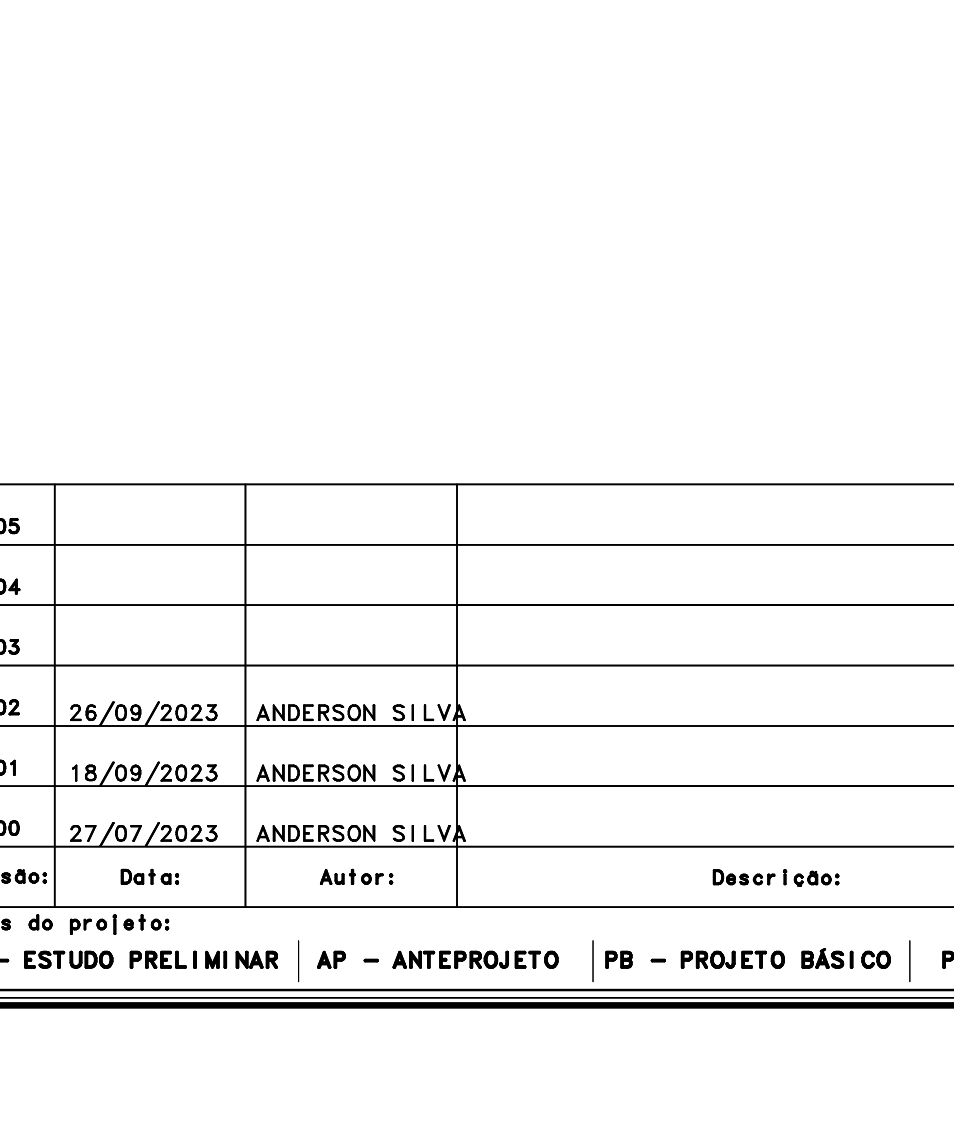 05
04
03
02 26/09/2023 ANDERSON SILVA
01 18/09/2023 ANDERSON SILVA
00 27/07/2023 ANDERSON SILVA
são: Data: Autor: Descrição:
s do projeto:
- ESTUDO PRELIMINAR AP - ANTEPROJETO PB - PROJETO BÁSICO P